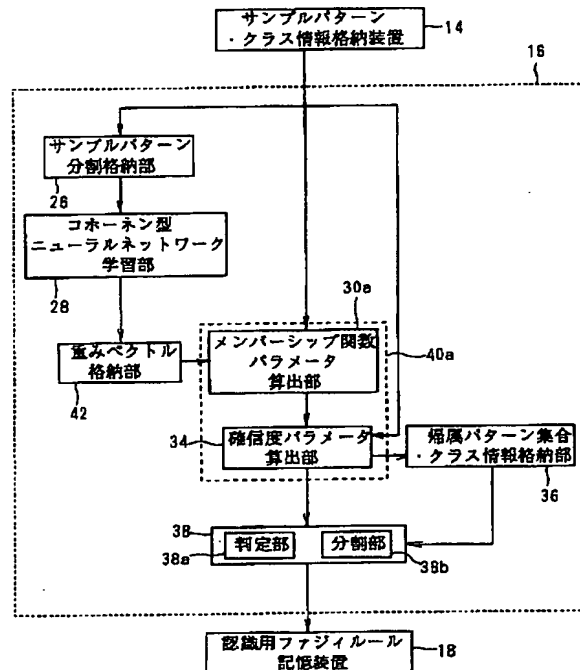 サンプルパターン
・クラス情報格納装置
14
16
サンプルパターン
分割格納部
26
コホーネン型
ニューラルネットワーク
学習部
28
30a
メンバーシップ関数
パラメータ
算出部
40a
重みベクトル
格納部
42
34
確信度パラメータ
算出部
帰属パターン集合
・クラス情報格納部
36
38
判定部
38a
分割部
38b
認識用ファジィルール
記憶装置
18